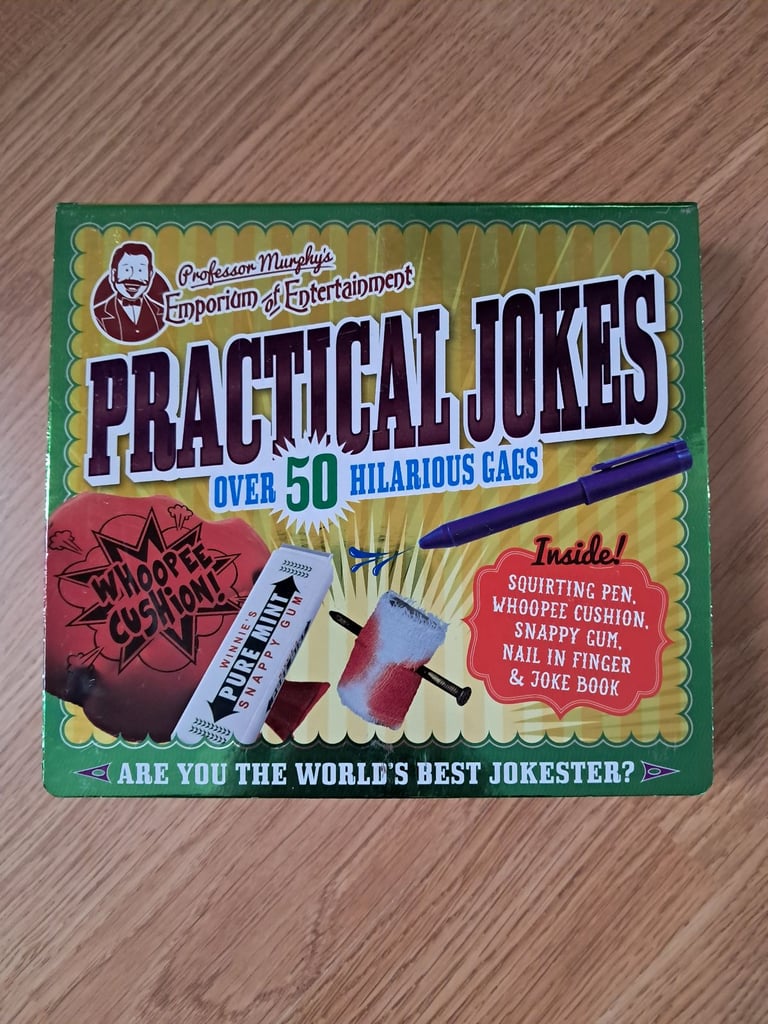 Professor Murphy's
Emporium of Entertainment
PRACTICAL JOKES
OVER 50 HILARIOUS GAGS
WHOOPEE
CUSHION!
WINNIE'S
PURE MINT
SNAPPY GUM
Inside!
SQUIRTING PEN,
WHOOPEE CUSHION,
SNAPPY GUM,
NAIL IN FINGER
& JOKE BOOK
ARE YOU THE WORLD'S BEST JOKESTER?